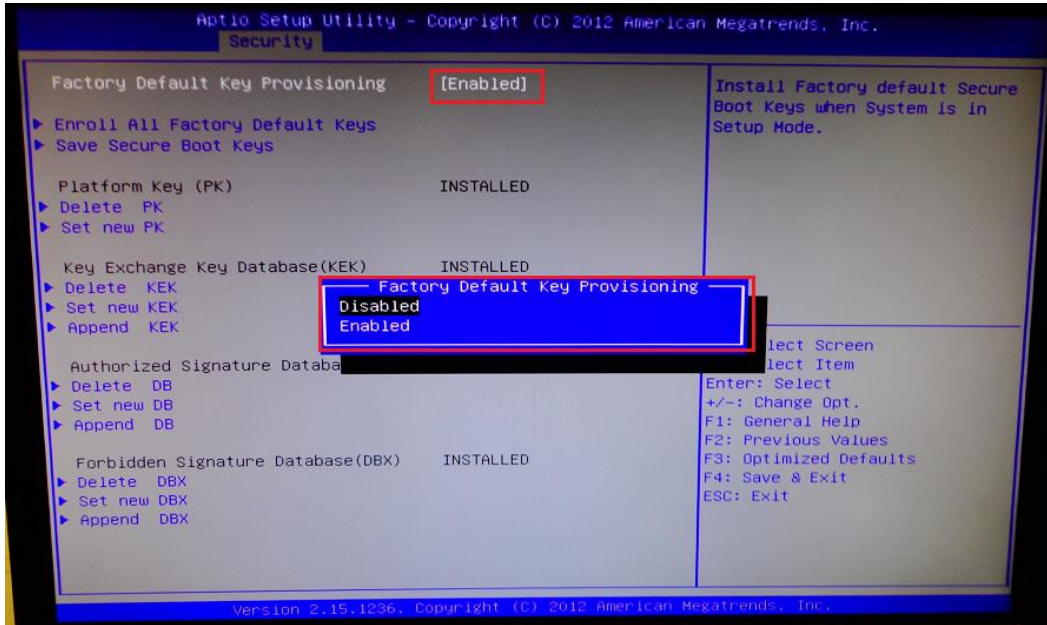 Aptio Setup Utility – Copyright (C) 2012 American Megatrends, Inc.
Security
Factory Default Key Provisioning [Enabled]
Enroll All Factory Default Keys
Save Secure Boot Keys
Platform Key (PK) INSTALLED
Delete PK
Set new PK
Key Exchange Key Database(KEK) INSTALLED
Delete KEK
Set new KEK
Append KEK
Authorized Signature Databa
Delete DB
Set new DB
Append DB
Forbidden Signature Database(DBX) INSTALLED
Delete DBX
Set new DBX
Append DBX
Factory Default Key Provisioning
Disabled
Enabled
Install Factory default Secure
Boot Keys when System is in
Setup Mode.
lect Screen
lect Item
Enter: Select
+/-: Change Opt.
F1: General Help
F2: Previous Values
F3: Optimized Defaults
F4: Save & Exit
ESC: Exit
Version 2.15.1236. Copyright (C) 2012 American Megatrends, Inc.